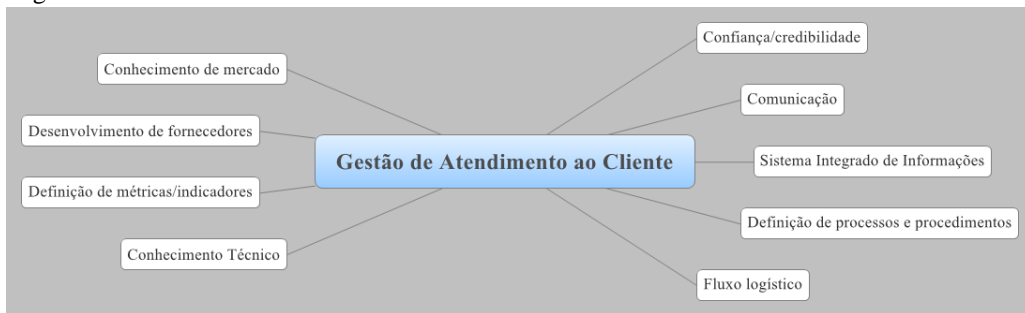 Confiança/credibilidade
Conhecimento de mercado
Comunicação
Desenvolvimento de fornecedores
Gestão de Atendimento ao Cliente
Sistema Integrado de Informações
Definição de métricas/indicadores
Definição de processos e procedimentos
Conhecimento Técnico
Fluxo logístico